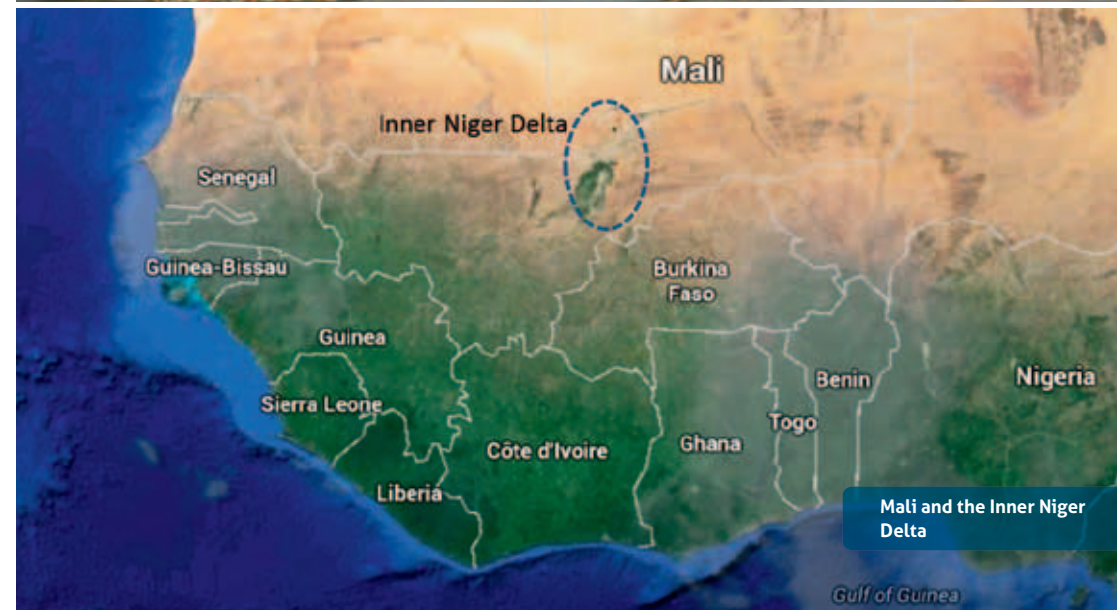 Mali
Inner Niger Delta
Senegal
Guinea-Bissau
Burkina
Faso
Guinea
Benin
Nigeria
Sierra Leone
Togo
Ghana
Côte d'Ivoire
Liberia
Mali and the Inner Niger
Delta
Gulf of Guinea